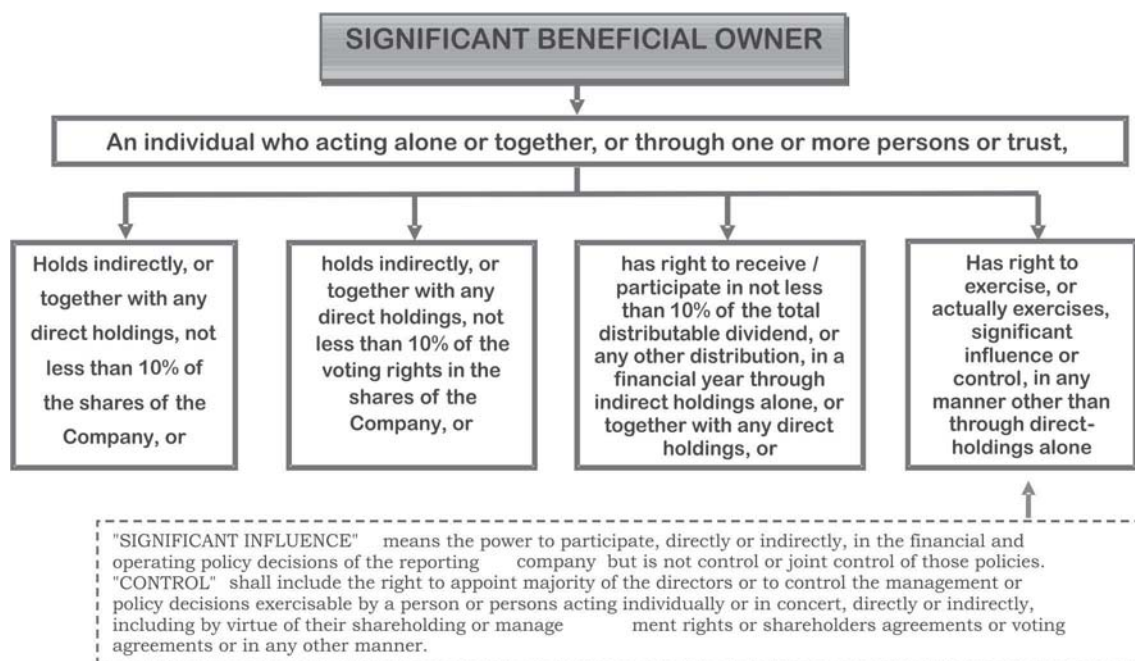 SIGNIFICANT BENEFICIAL OWNER
An individual who acting alone or together, or through one or more persons or trust,
Holds indirectly, or
together with any
direct holdings, not
less than 10% of
the shares of the
Company, or
holds indirectly, or
together with any
direct holdings, not
less than 10% of the
voting rights in the
shares of the
Company, or
has right to receive /
participate in not less
than 10% of the total
distributable dividend, or
any other distribution, in a
financial year through
indirect holdings alone, or
together with any direct
holdings, or
Has right to
exercise, or
actually exercises,
significant
influence or
control, in any
manner other than
through direct-
holdings alone
"SIGNIFICANT INFLUENCE" means the power to participate, directly or indirectly, in the financial and
operating policy decisions of the reporting company but is not control or joint control of those policies.
"CONTROL" shall include the right to appoint majority of the directors or to control the management or
policy decisions exercisable by a person or persons acting individually or in concert, directly or indirectly,
including by virtue of their shareholding or manage ment rights or shareholders agreements or voting
agreements or in any other manner.